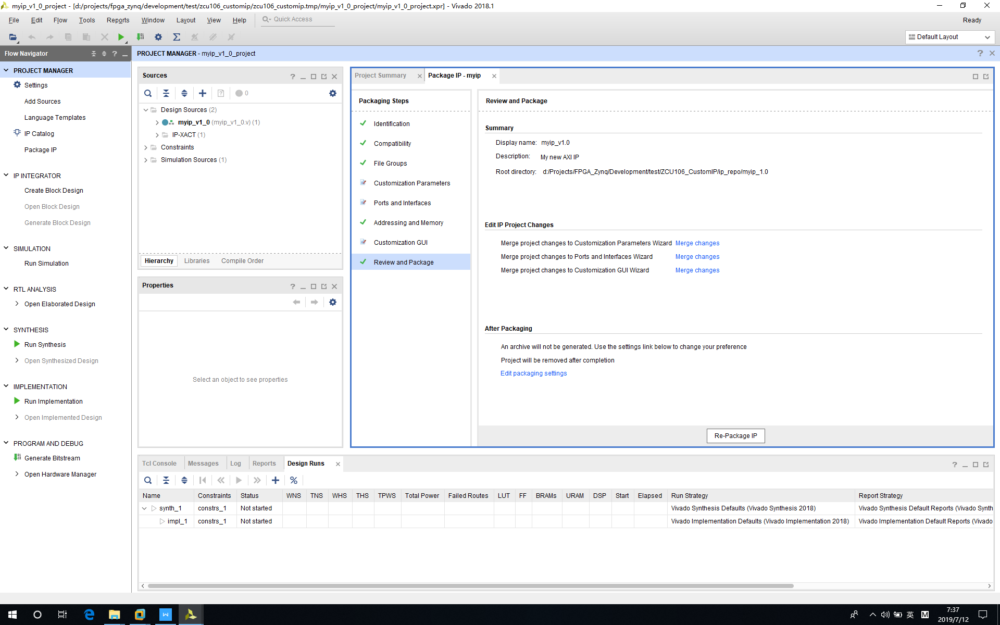 myip_v1_0_project - [d:/projects/fpga_zynq/development/test/zcu106_customip/zcu106_customip.tmp/myip_v1_0_project/myip_v1_0_project.xpr] - Vivado 2018.1
File Edit Flow Tools Reports Window Layout View Help Quick Access Ready
Default Layout
Flow Navigator
PROJECT MANAGER
Settings
Add Sources
Language Templates
IP Catalog
Package IP
IP INTEGRATOR
Create Block Design
Open Block Design
Generate Block Design
SIMULATION
Run Simulation
RTL ANALYSIS
Open Elaborated Design
SYNTHESIS
Run Synthesis
Open Synthesized Design
IMPLEMENTATION
Run Implementation
Open Implemented Design
PROGRAM AND DEBUG
Generate Bitstream
Open Hardware Manager
PROJECT MANAGER - myip_v1_0_project
Sources
0
Design Sources (2)
myip_v1_0 (myip_v1_0.v) (1)
IP-XACT (1)
Constraints
Simulation Sources (1)
Hierarchy Libraries Compile Order
Properties
Select an object to see properties
Project Summary Package IP - myip
Packaging Steps
Identification
Compatibility
File Groups
Customization Parameters
Ports and Interfaces
Addressing and Memory
Customization GUI
Review and Package
Review and Package
Summary
Display name: myip_v1.0
Description: My new AXI IP
Root directory: d:/Projects/FPGA_Zynq/Development/test/ZCU106_CustomIP/ip_repo/myip_1.0
Edit IP Project Changes
Merge project changes to Customization Parameters Wizard Merge changes
Merge project changes to Ports and Interfaces Wizard Merge changes
Merge project changes to Customization GUI Wizard Merge changes
After Packaging
An archive will not be generated. Use the settings link below to change your preference
Project will be removed after completion
Edit packaging settings
Re-Package IP
Tcl Console Messages Log Reports Design Runs
Name Constraints Status WNS TNS WHS THS TPWS Total Power Failed Routes LUT FF BRAMs URAM DSP Start Elapsed Run Strategy Report Strategy
synth_1 constrs_1 Not started Vivado Synthesis Defaults (Vivado Synthesis 2018) Vivado Synthesis Default Reports (Vivado Synth
impl_1 constrs_1 Not started Vivado Implementation Defaults (Vivado Implementation 2018) Vivado Implementation Default Reports (Vivado
英 M
7:37
2019/7/12